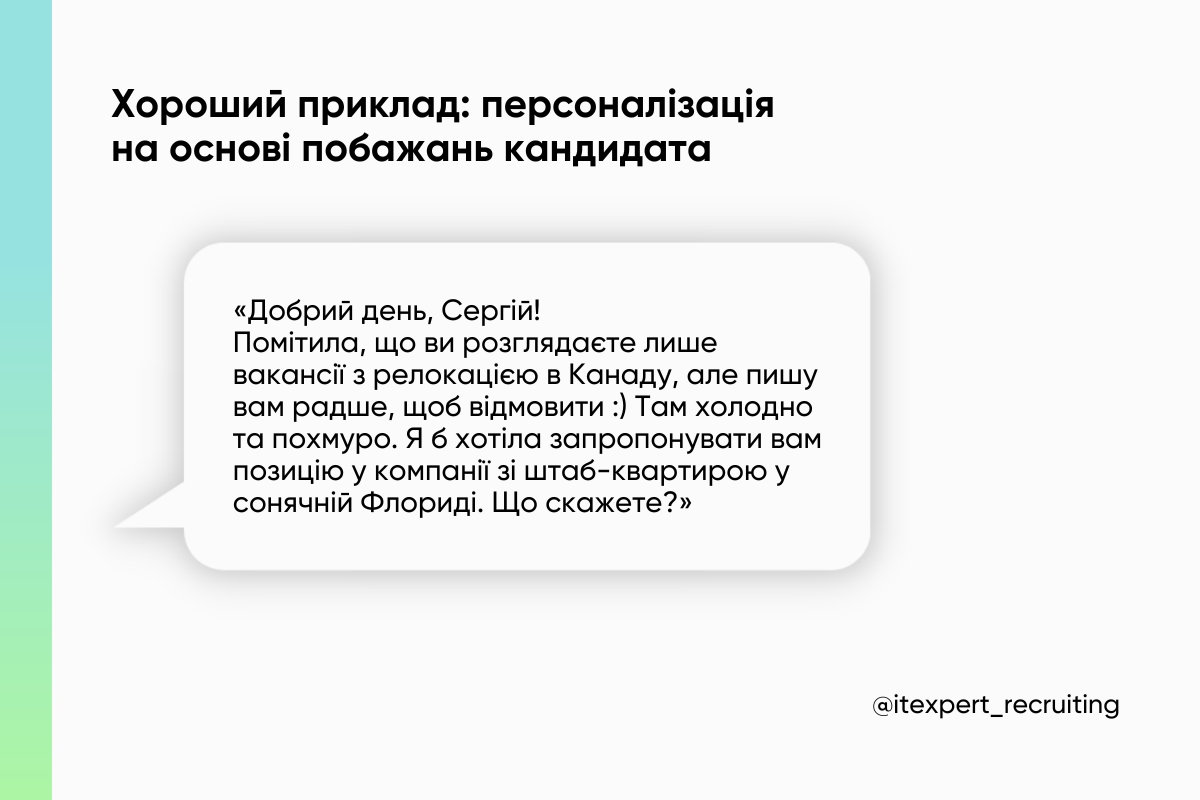 Хороший приклад: персоналізація
на основі побажань кандидата
«Добрий день, Сергій!
Помітила, що ви розглядаєте лише
вакансії з релокацією в Канаду, але пишу
вам радше, щоб відмовити :) Там холодно
та похмуро. Я б хотіла запропонувати вам
позицію у компанії зі штаб-квартирою у
сонячній Флориді. Що скажете?»
@itexpert_recruiting